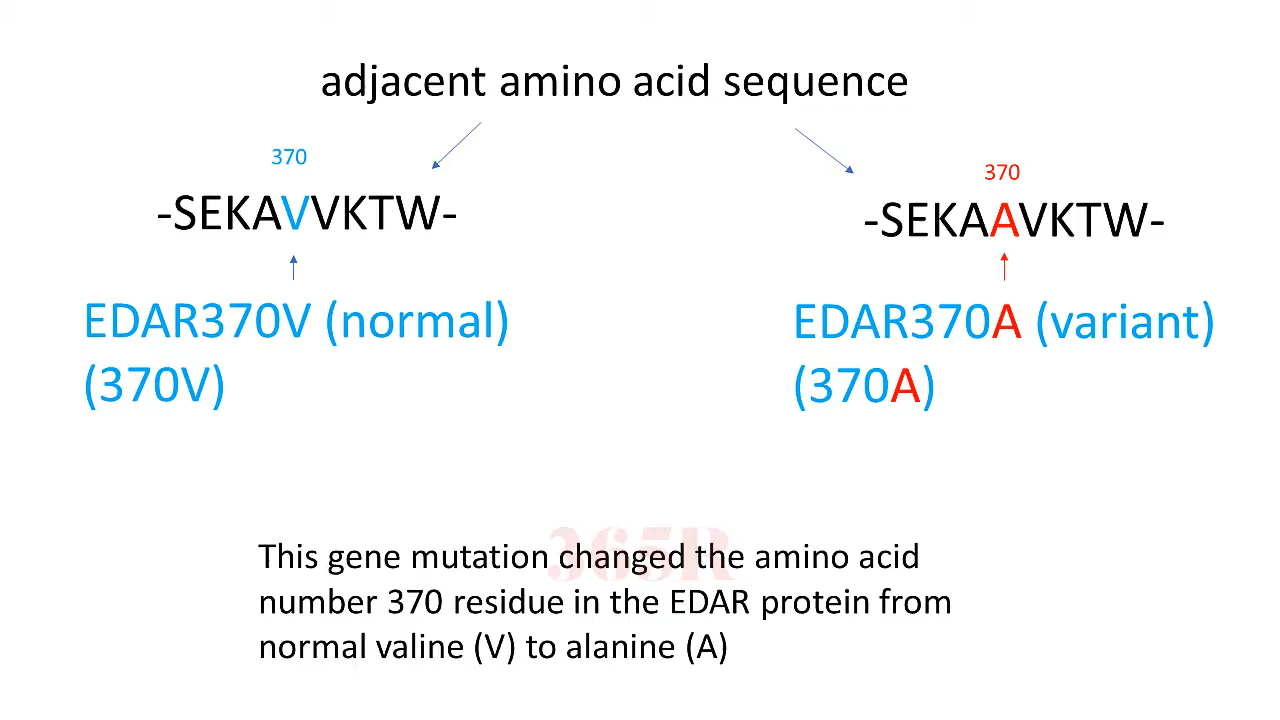 adjacent amino acid sequence
370
370
-SEKAVVKTW-
-SEKAAVKTW-
EDAR370V (normal)
(370V)
EDAR370A (variant)
(370A)
365R
This gene mutation changed the amino acid
number 370 residue in the EDAR protein from
normal valine (V) to alanine (A)